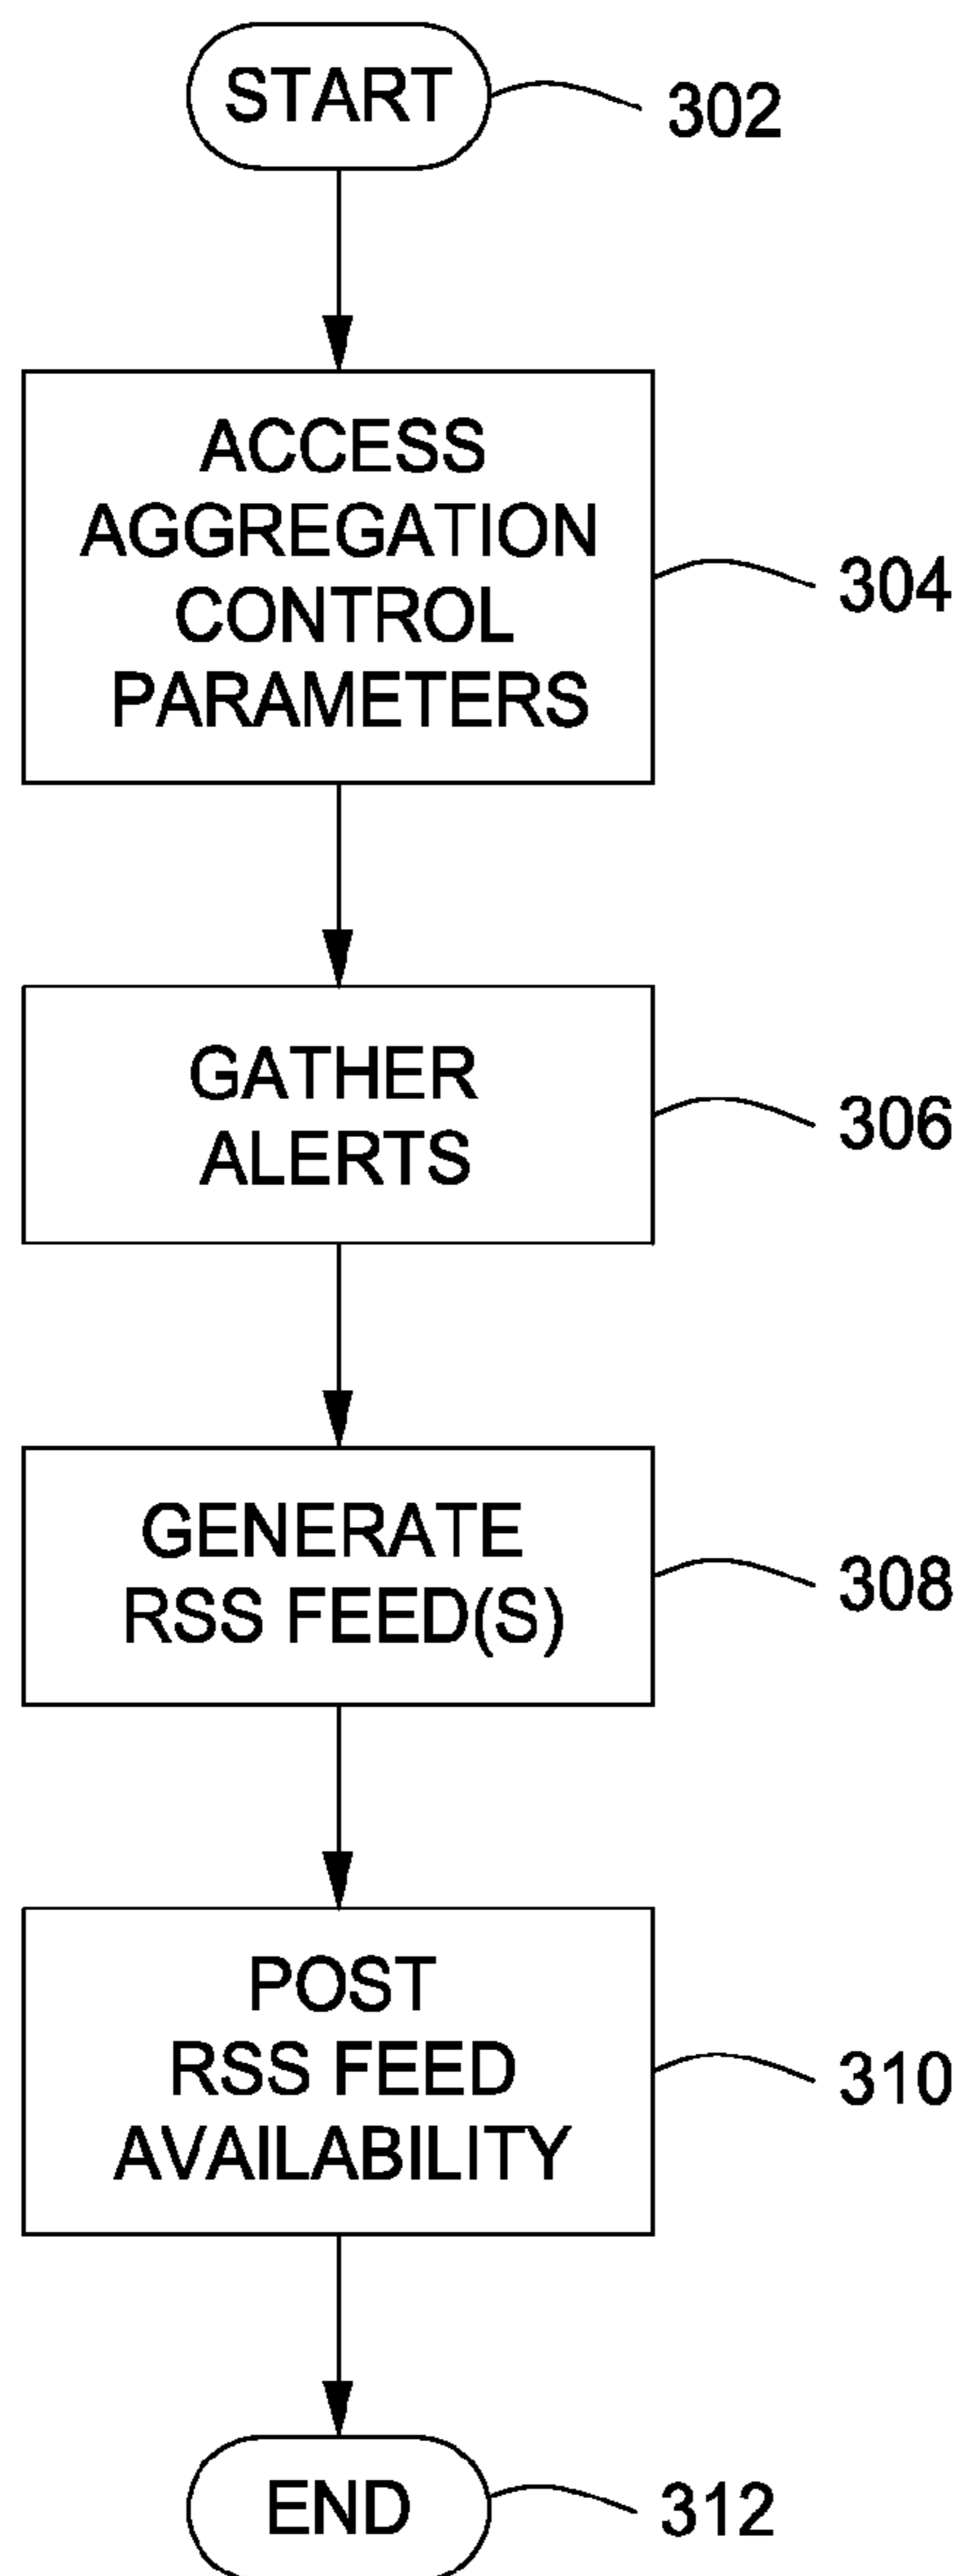 START
302
ACCESS
AGGREGATION
CONTROL
PARAMETERS
304
GATHER
ALERTS
306
GENERATE
RSS FEED(S)
308
POST
RSS FEED
AVAILABILITY
310
END
312